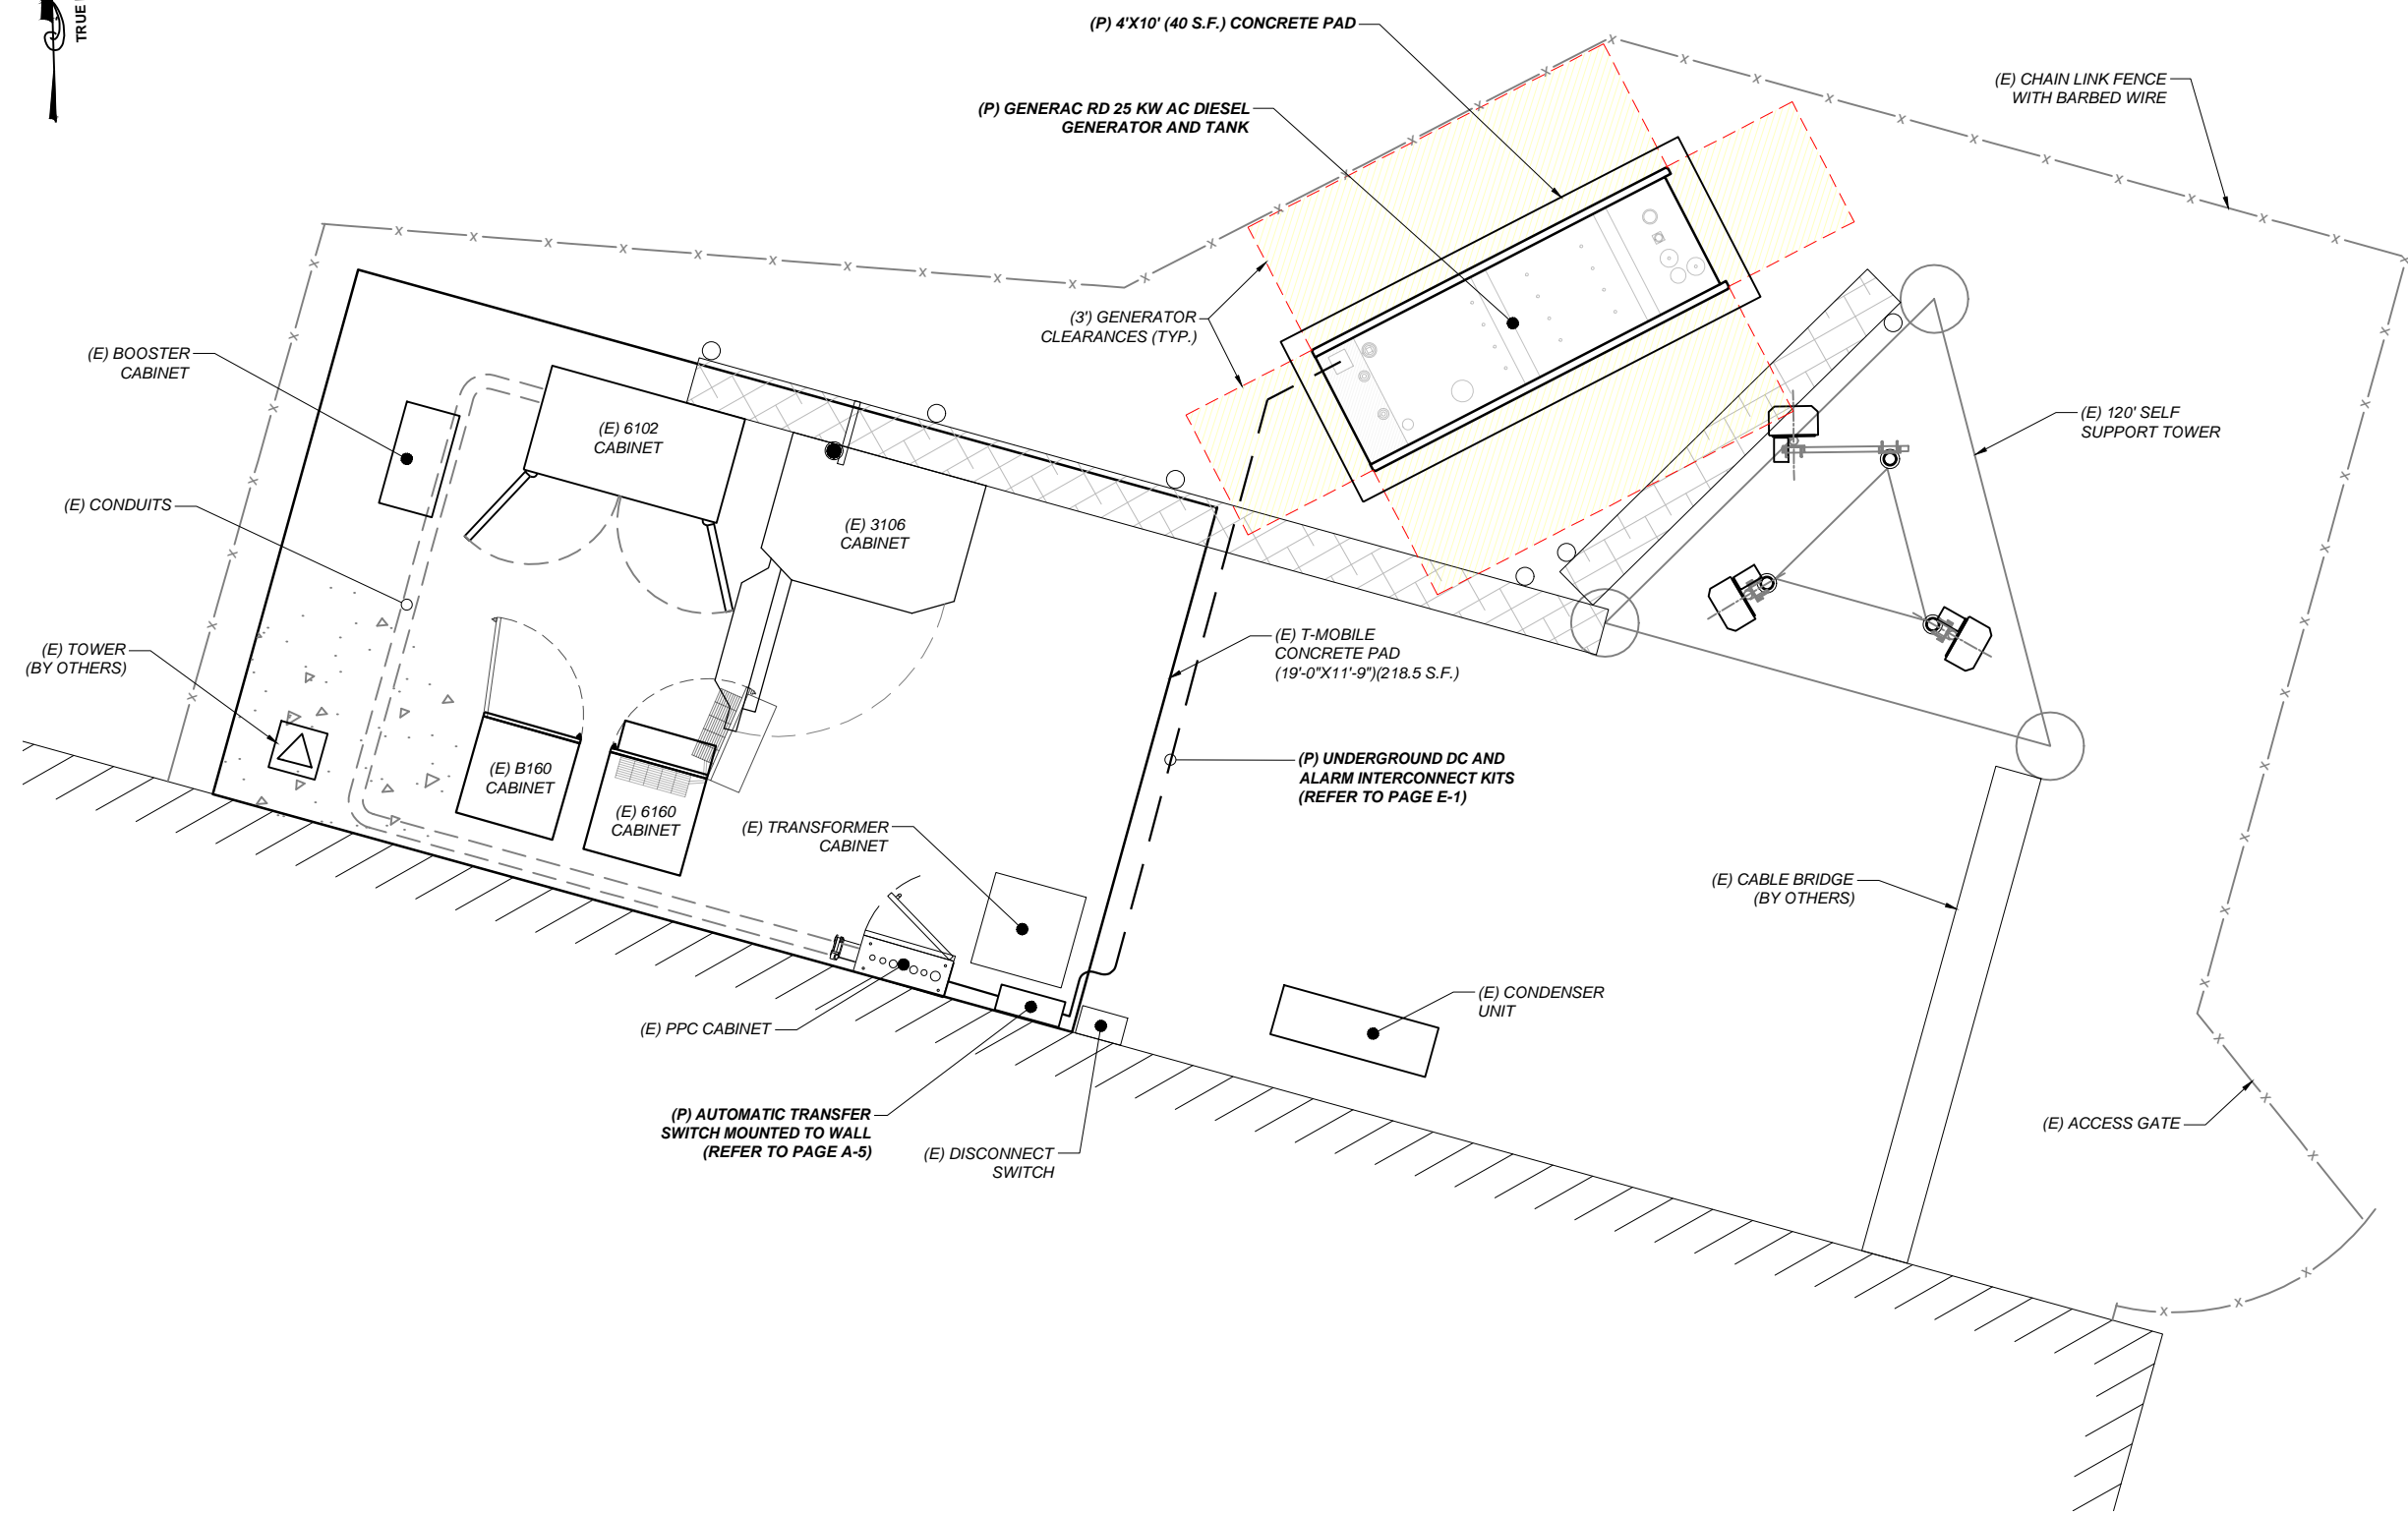 TRUE
(P) 4'X10' (40 S.F.) CONCRETE PAD
(E) CHAIN LINK FENCE
WITH BARBED WIRE
(P) GENERAC RD 25 KW AC DIESEL
GENERATOR AND TANK
(3') GENERATOR
CLEARANCES (TYP.)
(E) BOOSTER
CABINET
(E) 6102
CABINET
(E) 120' SELF
SUPPORT TOWER
(E) CONDUITS
(E) 3106
CABINET
(E) TOWER
(BY OTHERS)
(E) T-MOBILE
CONCRETE PAD
(19'-0"X11'-9")(218.5 S.F.)
(E) B160
CABINET
(E) 6160
CABINET
(P) UNDERGROUND DC AND
ALARM INTERCONNECT KITS
(REFER TO PAGE E-1)
(E) TRANSFORMER
CABINET
(E) CABLE BRIDGE
(BY OTHERS)
(E) PPC CABINET
(E) CONDENSER
UNIT
(P) AUTOMATIC TRANSFER
SWITCH MOUNTED TO WALL
(REFER TO PAGE A-5)
(E) DISCONNECT
SWITCH
(E) ACCESS GATE